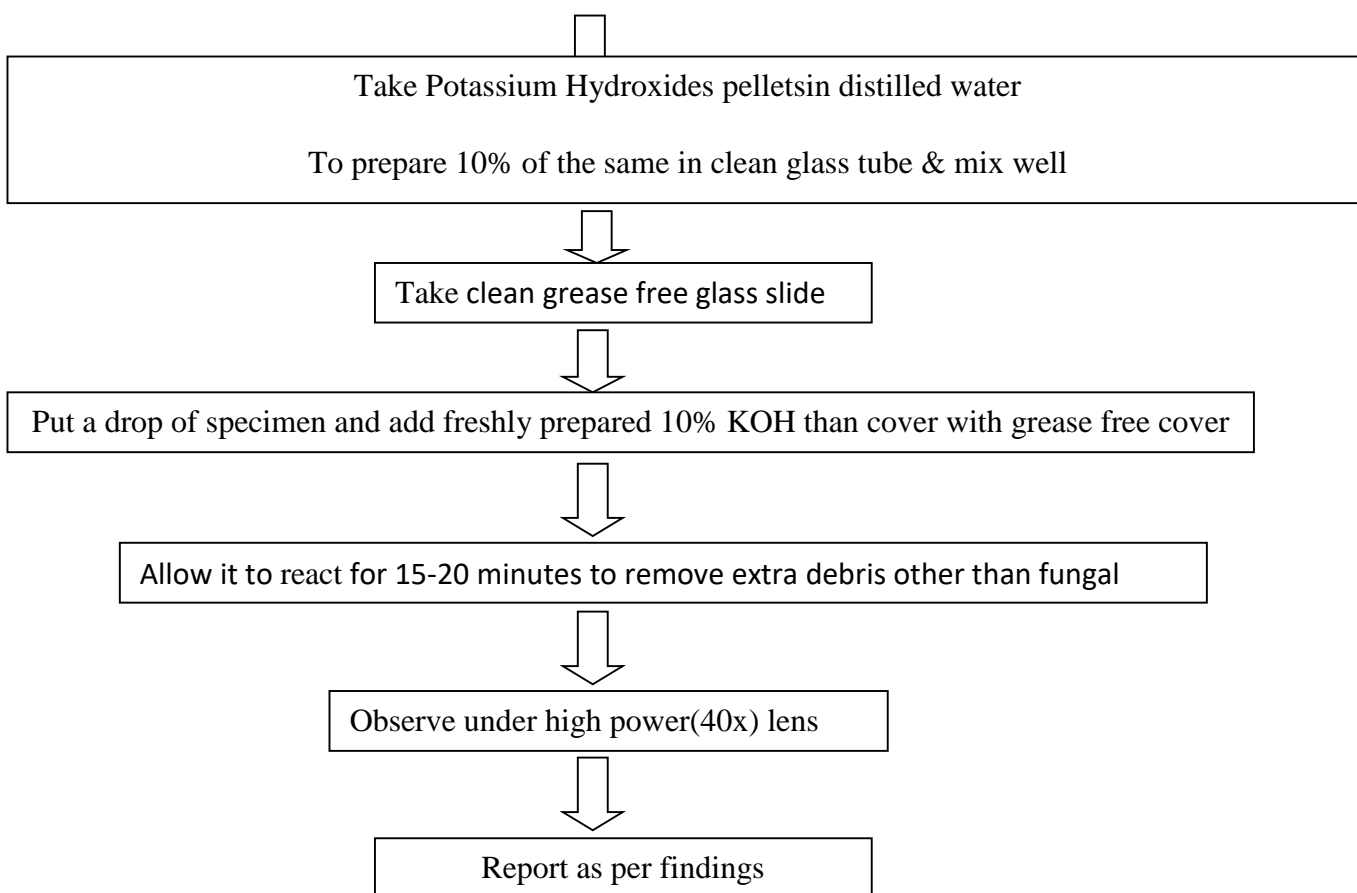 Take Potassium Hydroxides pelletsin distilled water
To prepare 10% of the same in clean glass tube & mix well
Take clean grease free glass slide
Put a drop of specimen and add freshly prepared 10% KOH than cover with grease free cover
Allow it to react for 15-20 minutes to remove extra debris other than fungal
Observe under high power(40x) lens
Report as per findings